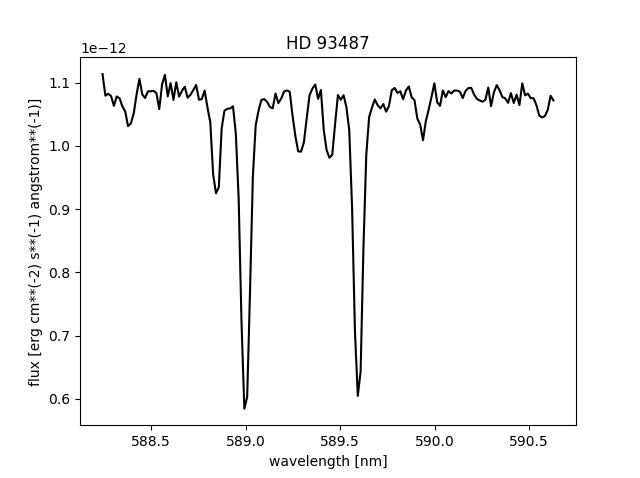 HD 93487
1e−12
flux [erg cm**(-2) s**(-1) angstrom**(-1)]
1.1
1.0
0.9
0.8
0.7
0.6
588.5 589.0 589.5 590.0 590.5
wavelength [nm]